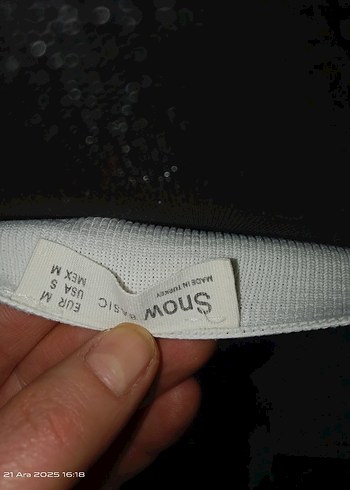 Snow
BASIC
MADE IN TURKEY
EUR M
USA S
MEX M
21 Ara 2025 16:18